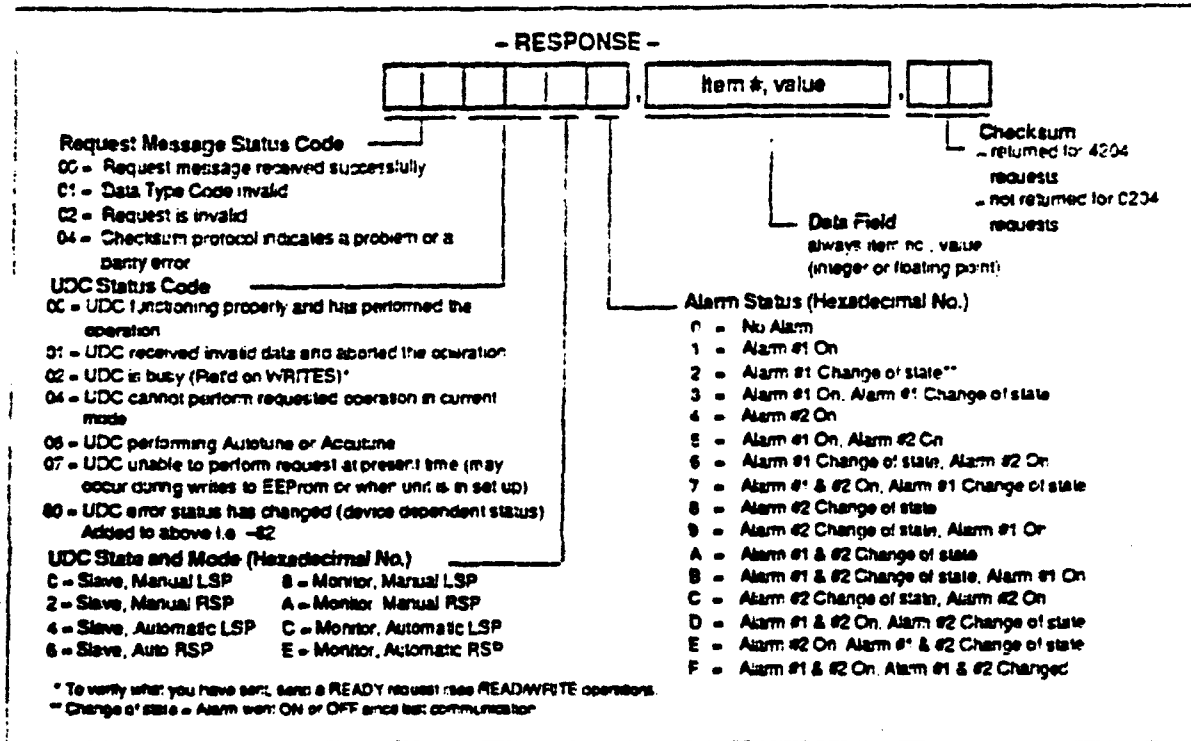 – RESPONSE –
, Item #, value ,
Request Message Status Code
00 = Request message received successfully
01 = Data Type Code invalid
02 = Request is invalid
04 = Checksum protocol indicates a problem or a
parity error
UDC Status Code
00 = UDC functioning properly and has performed the
operation
01 = UDC received invalid data and aborted the operation
02 = UDC is busy (Ret'd on WRITES)*
04 = UDC cannot perform requested operation in current
mode
06 = UDC performing Autotune or Accutune
07 = UDC unable to perform request at present time (may
occur during writes to EEProm or when unit is in set up)
80 = UDC error status has changed (device dependent status)
Added to above i.e. –82
UDC State and Mode (Hexadecimal No.)
0 = Slave, Manual LSP 8 = Monitor, Manual LSP
2 = Slave, Manual RSP A = Monitor Manual RSP
4 = Slave, Automatic LSP C = Monitor, Automatic LSP
6 = Slave, Auto RSP E = Monitor, Automatic RSP
Checksum
– returned for 4204
requests
– not returned for 0204
requests
Data Field
always item no., value
(integer or floating point)
Alarm Status (Hexadecimal No.)
0 = No Alarm
1 = Alarm #1 On
2 = Alarm #1 Change of state**
3 = Alarm #1 On, Alarm #1 Change of state
4 = Alarm #2 On
5 = Alarm #1 On, Alarm #2 On
6 = Alarm #1 Change of state, Alarm #2 On
7 = Alarm #1 & #2 On, Alarm #1 Change of state
8 = Alarm #2 Change of state
9 = Alarm #2 Change of state, Alarm #1 On
A = Alarm #1 & #2 Change of state
B = Alarm #1 & #2 Change of state, Alarm #1 On
C = Alarm #2 Change of state, Alarm #2 On
D = Alarm #1 & #2 On, Alarm #2 Change of state
E = Alarm #2 On Alarm #1 & #2 Change of state
F = Alarm #1 & #2 On, Alarm #1 & #2 Changed
* To verify what you have sent, send a READY request (see READ/WRITE operations.
** Change of state = Alarm went ON or OFF since last communication